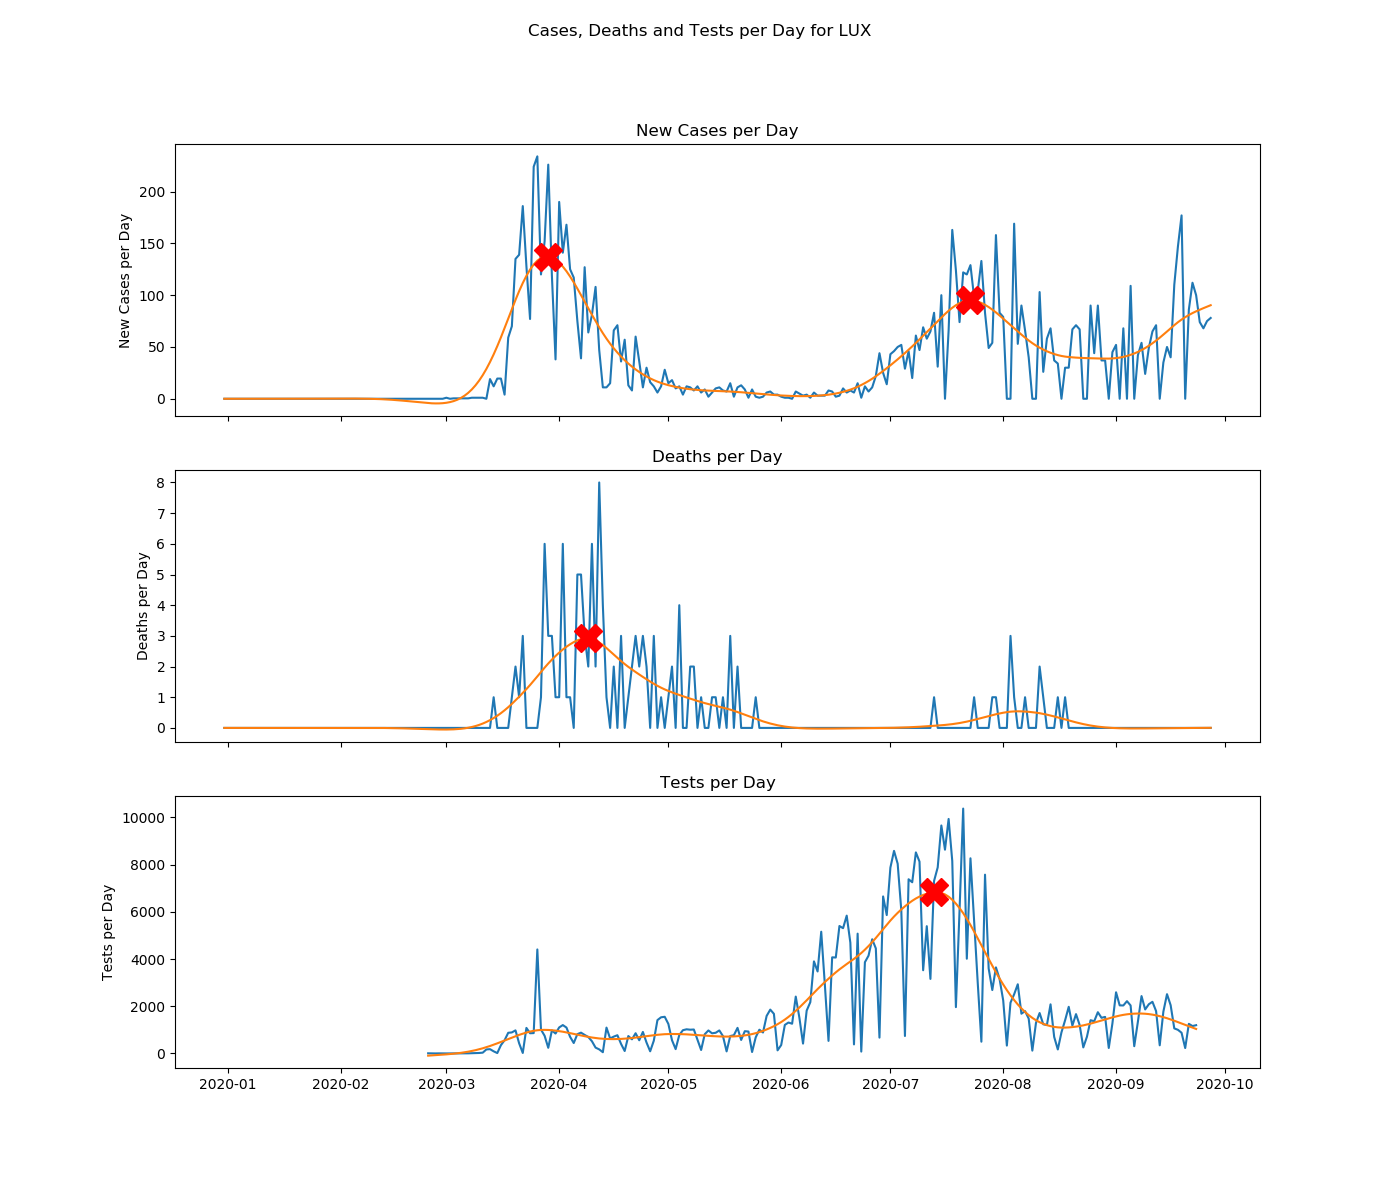 Cases, Deaths and Tests per Day for LUX
New Cases per Day
New Cases per Day
200
150
100
50
0
Deaths per Day
Deaths per Day
8
7
6
5
4
3
2
1
0
Tests per Day
Tests per Day
10000
8000
6000
4000
2000
0
2020-01 2020-02 2020-03 2020-04 2020-05 2020-06 2020-07 2020-08 2020-09 2020-10